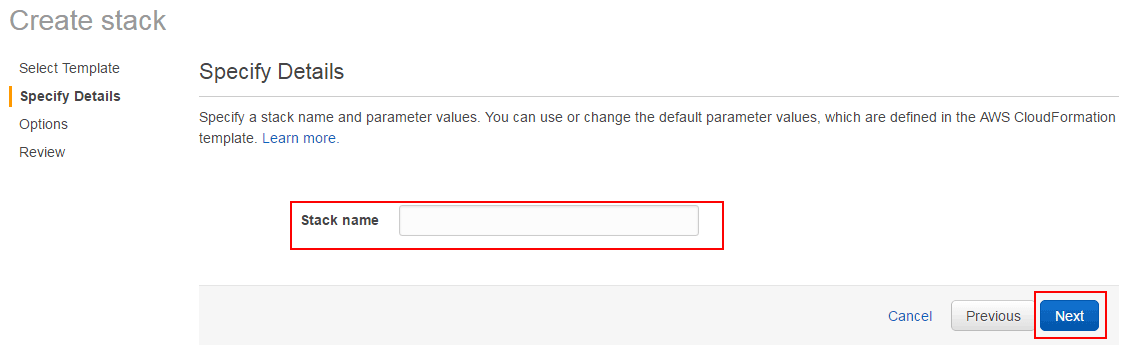 Create stack
Select Template
Specify Details
Options
Review
Specify Details
Specify a stack name and parameter values. You can use or change the default parameter values, which are defined in the AWS CloudFormation
template. Learn more.
Stack name
Cancel
Previous
Next